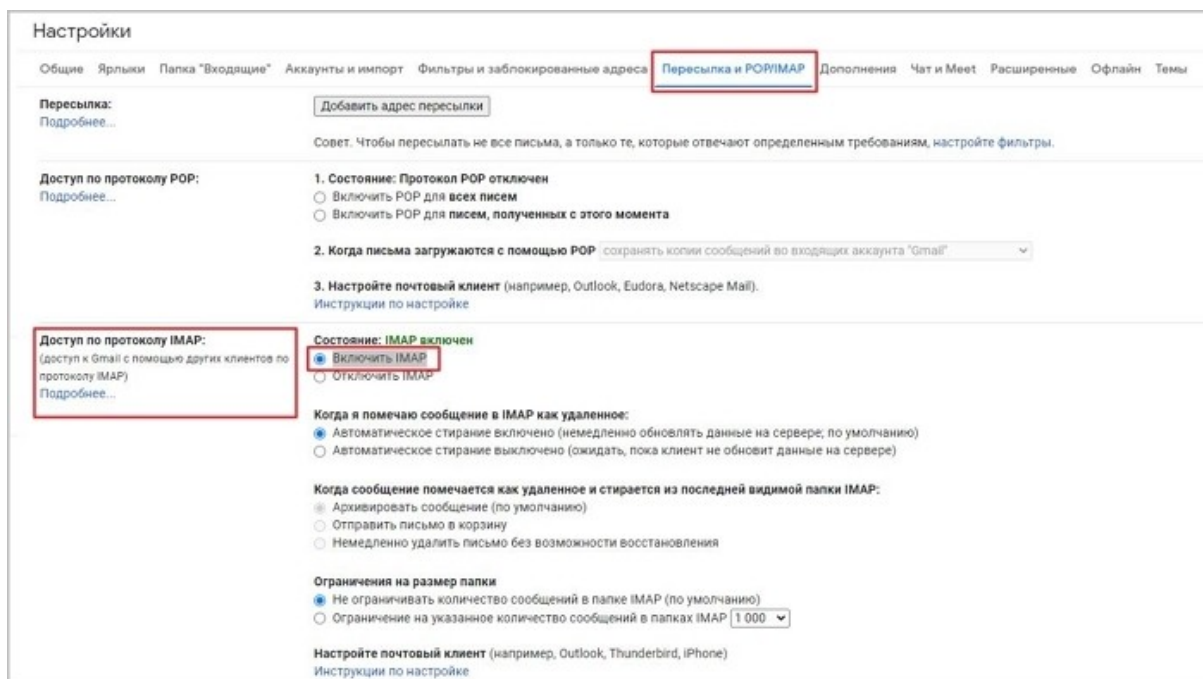 Настройки
Общие Ярлыки Папка "Входящие" Аккаунты и импорт Фильтры и заблокированные адреса Пересылка и POP/IMAP Дополнения Чат и Meet Расширенные Офлайн Темы
Пересылка:
Подробнее...
Добавить адрес пересылки
Совет. Чтобы пересылать не все письма, а только те, которые отвечают определенным требованиям, настройте фильтры.
Доступ по протоколу POP:
Подробнее...
1. Состояние: Протокол POP отключен
Включить POP для всех писем
Включить POP для писем, полученных с этого момента
2. Когда письма загружаются с помощью POP сохранять копии сообщений во входящих аккаунта "Gmail"
3. Настройте почтовый клиент (например, Outlook, Eudora, Netscape Mail).
Инструкции по настройке
Доступ по протоколу IMAP:
(доступ к Gmail с помощью других клиентов по
протоколу IMAP)
Подробнее...
Состояние: IMAP включен
Включить IMAP
Отключить IMAP
Когда я помечаю сообщение в IMAP как удаленное:
Автоматическое стирание включено (немедленно обновлять данные на сервере; по умолчанию)
Автоматическое стирание выключено (ожидать, пока клиент не обновит данные на сервере)
Когда сообщение помечается как удаленное и стирается из последней видимой папки IMAP:
Архивировать сообщение (по умолчанию)
Отправить письмо в корзину
Немедленно удалить письмо без возможности восстановления
Ограничения на размер папки
Не ограничивать количество сообщений в папке IMAP (по умолчанию)
Ограничение на указанное количество сообщений в папках IMAP 1 000
Настройте почтовый клиент (например, Outlook, Thunderbird, iPhone)
Инструкции по настройке